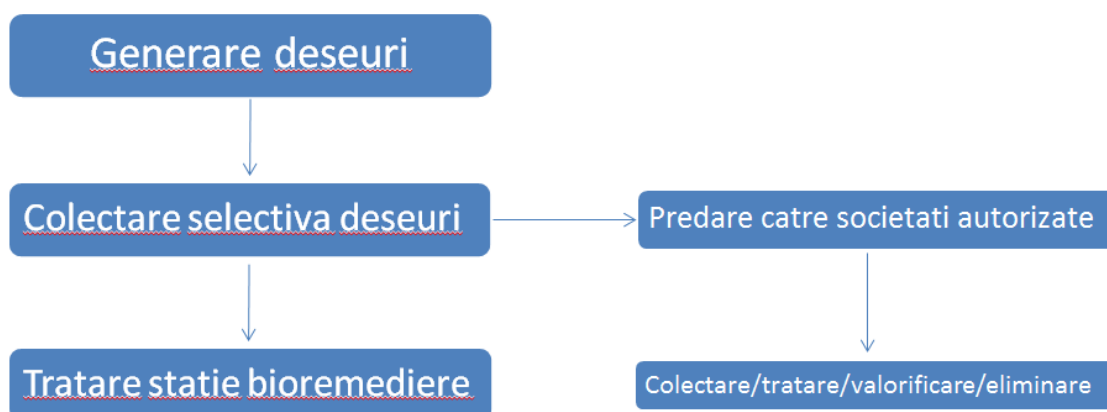 Generare deseuri
Colectare selectiva deseuri
Predare catre societati autorizate
Tratare statie bioremediere
Colectare/tratare/valorificare/eliminare